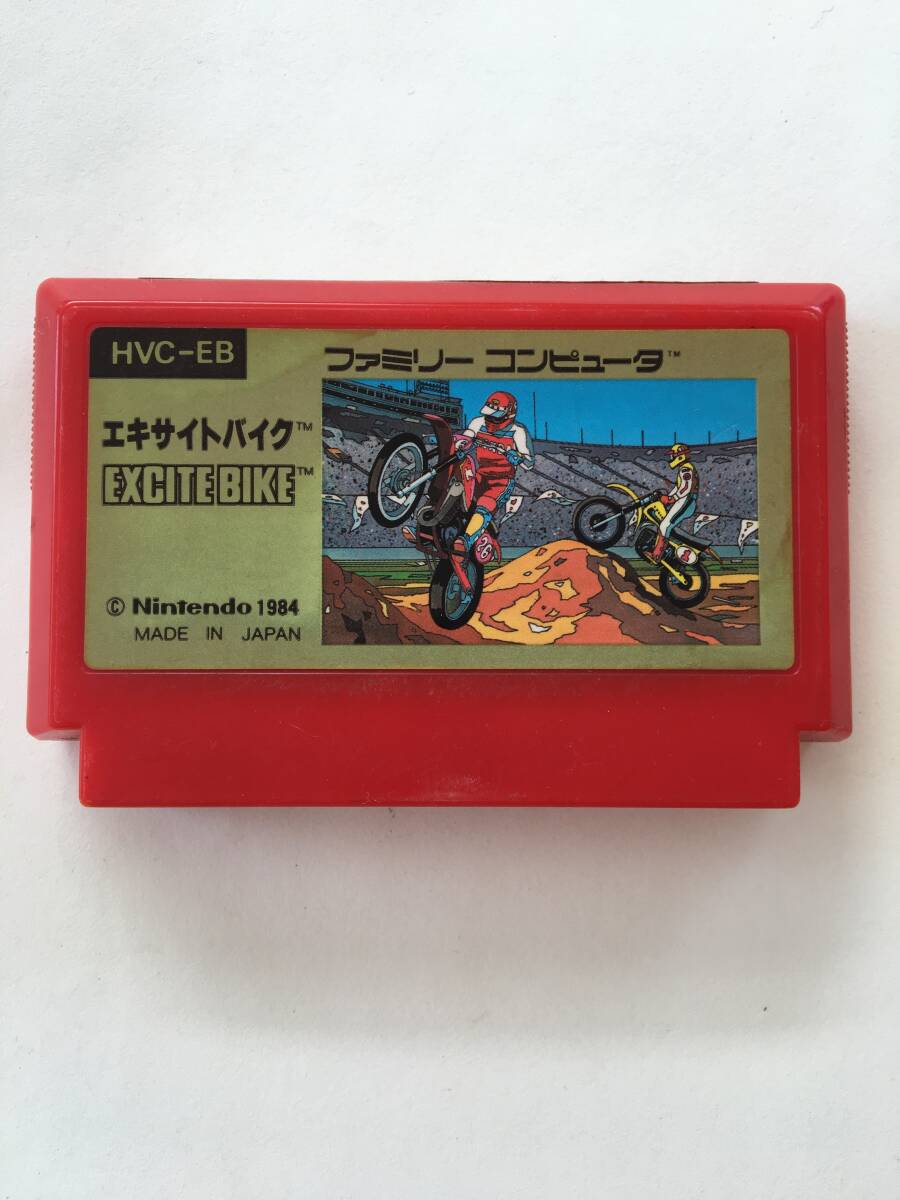 HVC-EB
ファミリー コンピュータ™
エキサイトバイク™
EXCITEBIKE™
© Nintendo 1984
MADE IN JAPAN
26